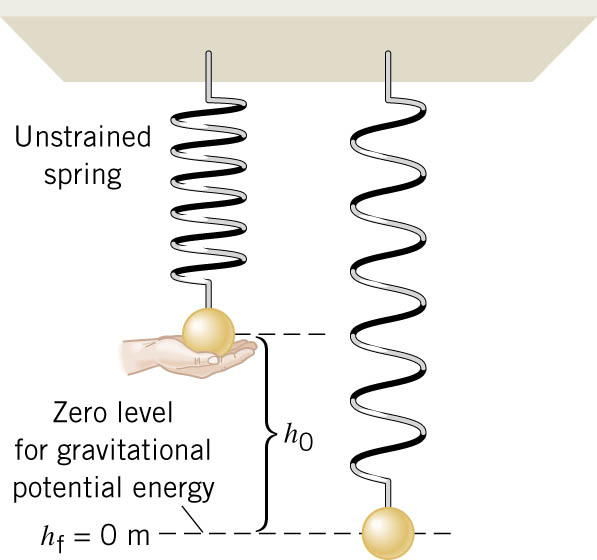 Unstrained
spring
Zero level
for gravitational
potential energy
h0
hf = 0 m